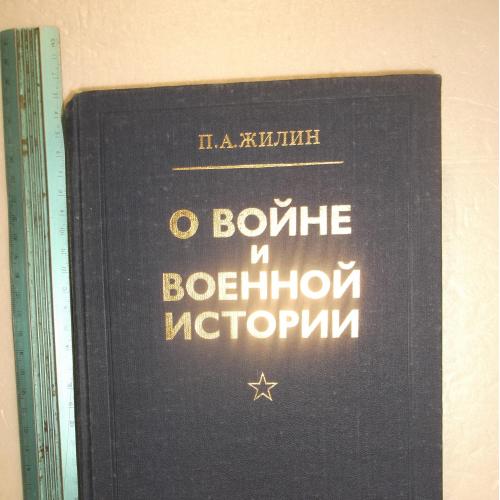 П.А.ЖИЛИН
О ВОЙНЕ
И
ВОЕННОЙ
ИСТОРИИ